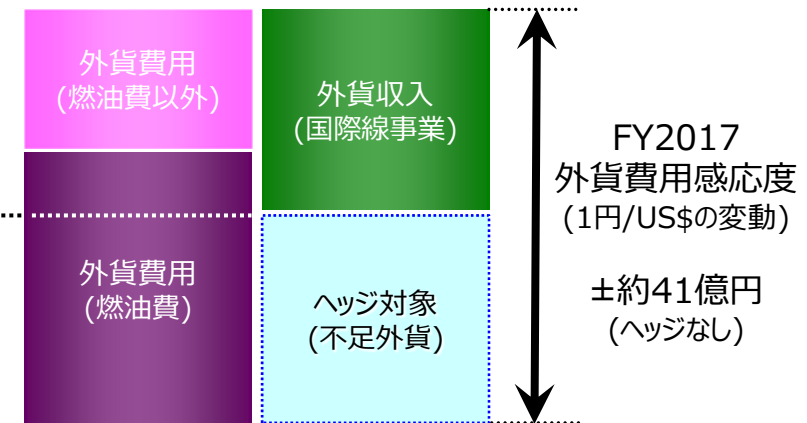 外貨費用
(燃油費以外)
外貨費用
(燃油費)
外貨収入
(国際線事業)
ヘッジ対象
(不足外貨)
FY2017
外貨費用感応度
(1円/US$の変動)
±約41億円
(ヘッジなし)